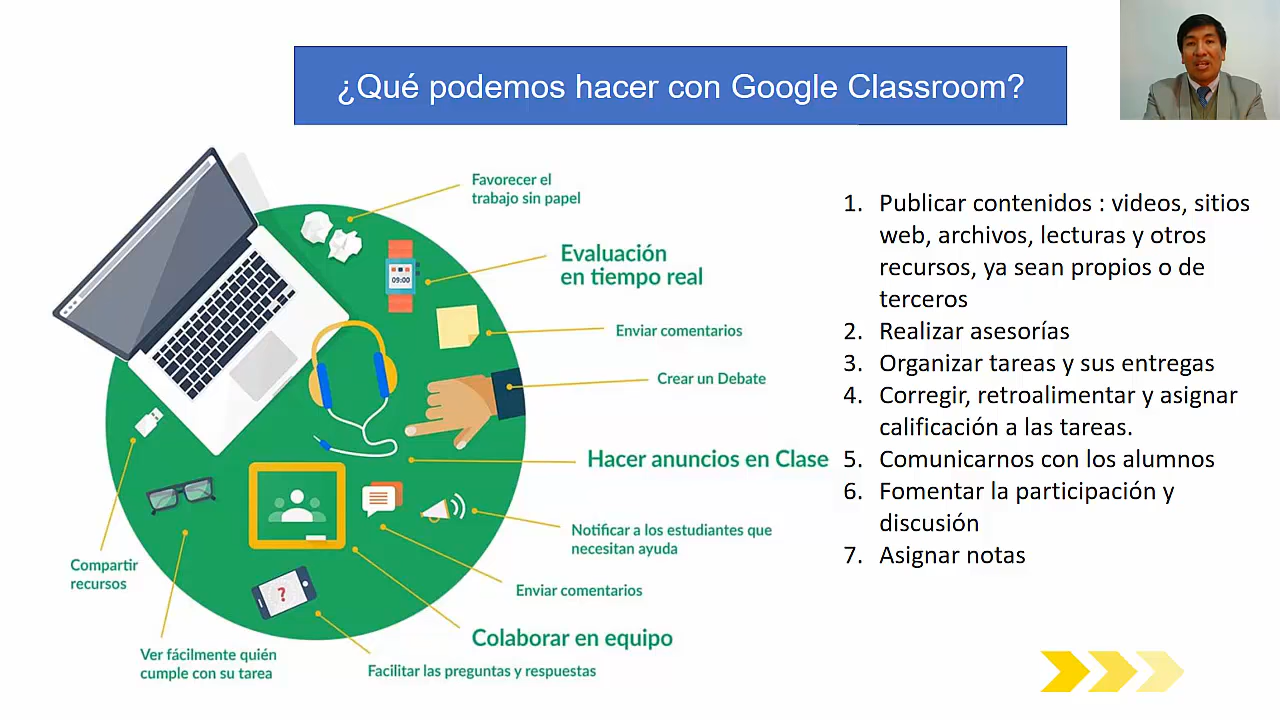 ¿Qué podemos hacer con Google Classroom?
Favorecer el
trabajo sin papel
Evaluación
en tiempo real
09:00
Enviar comentarios
Crear un Debate
Hacer anuncios en Clase
Notificar a los estudiantes que
necesitan ayuda
Enviar comentarios
Colaborar en equipo
Facilitar las preguntas y respuestas
?
Compartir
recursos
Ver fácilmente quién
cumple con su tarea
1. Publicar contenidos : videos, sitios
web, archivos, lecturas y otros
recursos, ya sean propios o de
terceros
2. Realizar asesorías
3. Organizar tareas y sus entregas
4. Corregir, retroalimentar y asignar
calificación a las tareas.
5. Comunicarnos con los alumnos
6. Fomentar la participación y
discusión
7. Asignar notas